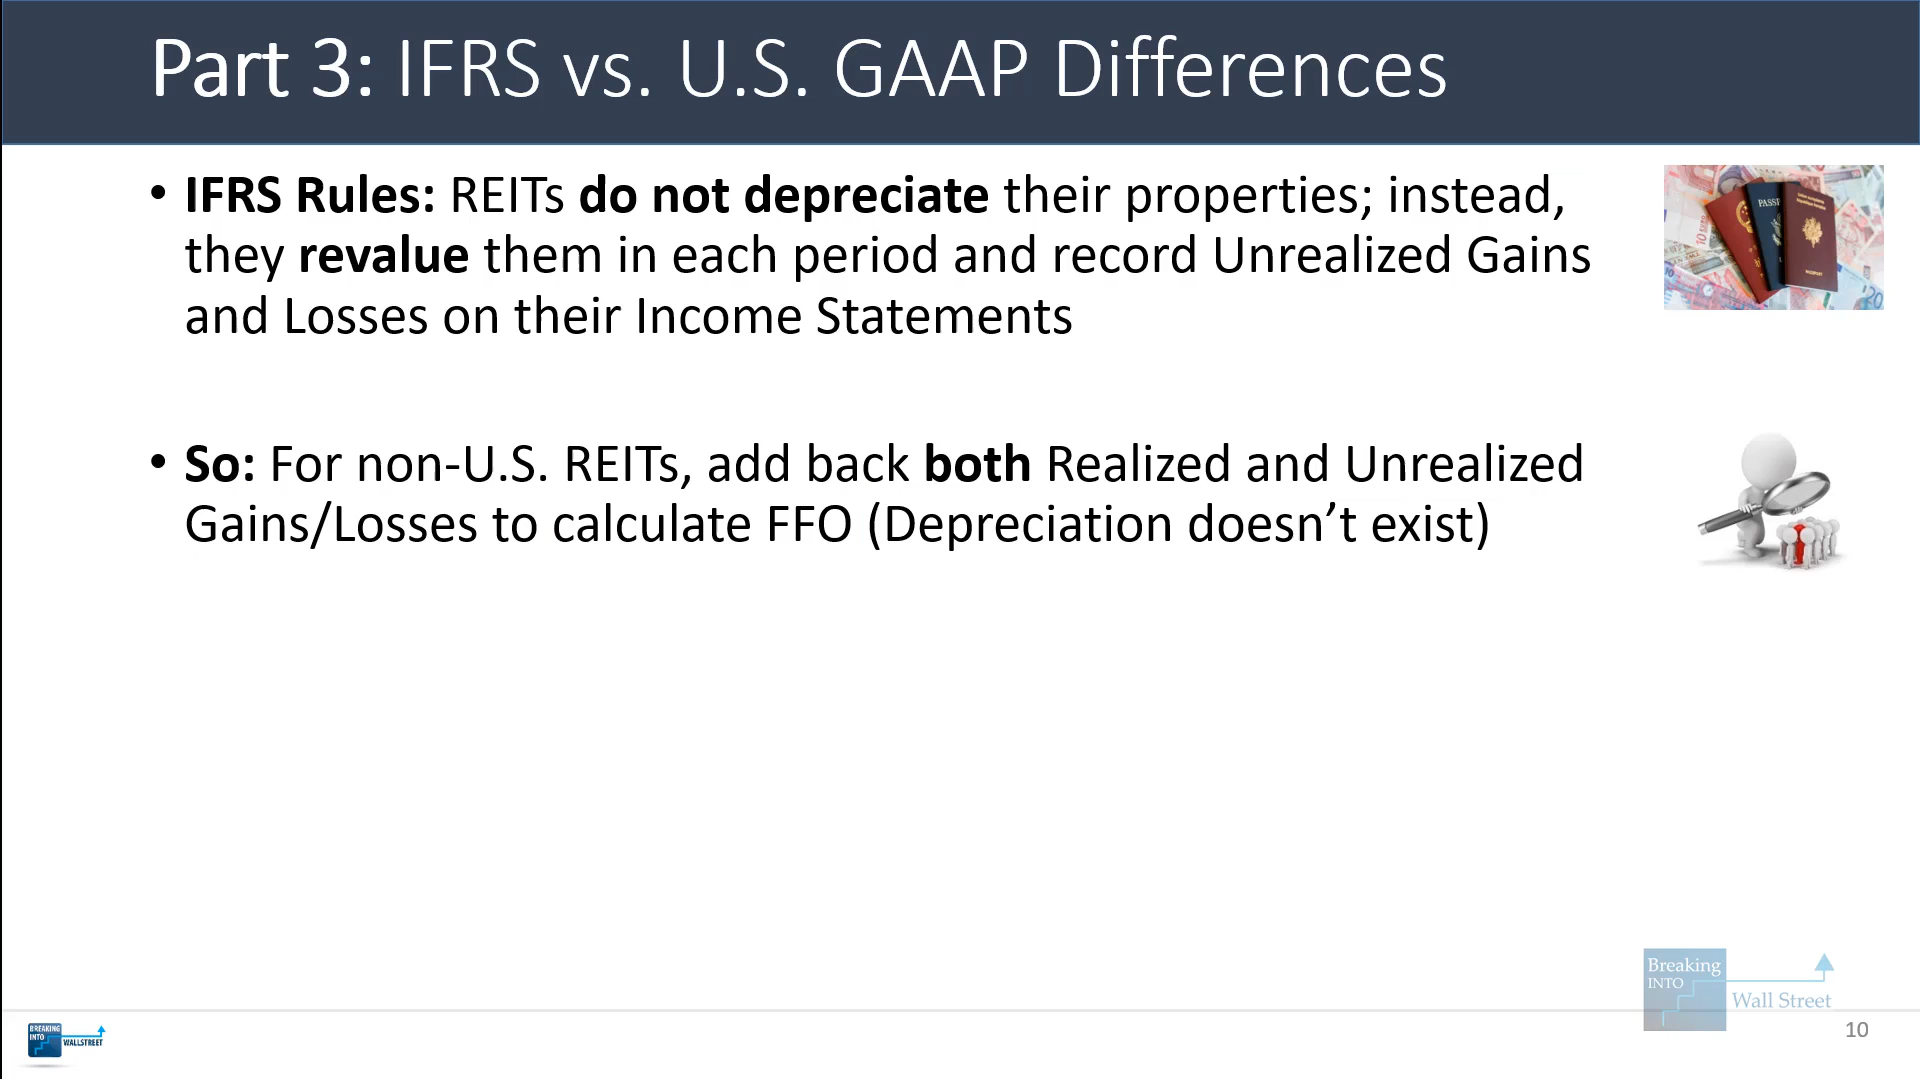 Part 3: IFRS vs. U.S. GAAP Differences
• IFRS Rules: REITs do not depreciate their properties; instead,
they revalue them in each period and record Unrealized Gains
and Losses on their Income Statements
• So: For non-U.S. REITs, add back both Realized and Unrealized
Gains/Losses to calculate FFO (Depreciation doesn’t exist)
Breaking
INTO
Wall Street
BREAKING
INTO
WALLSTREET
10